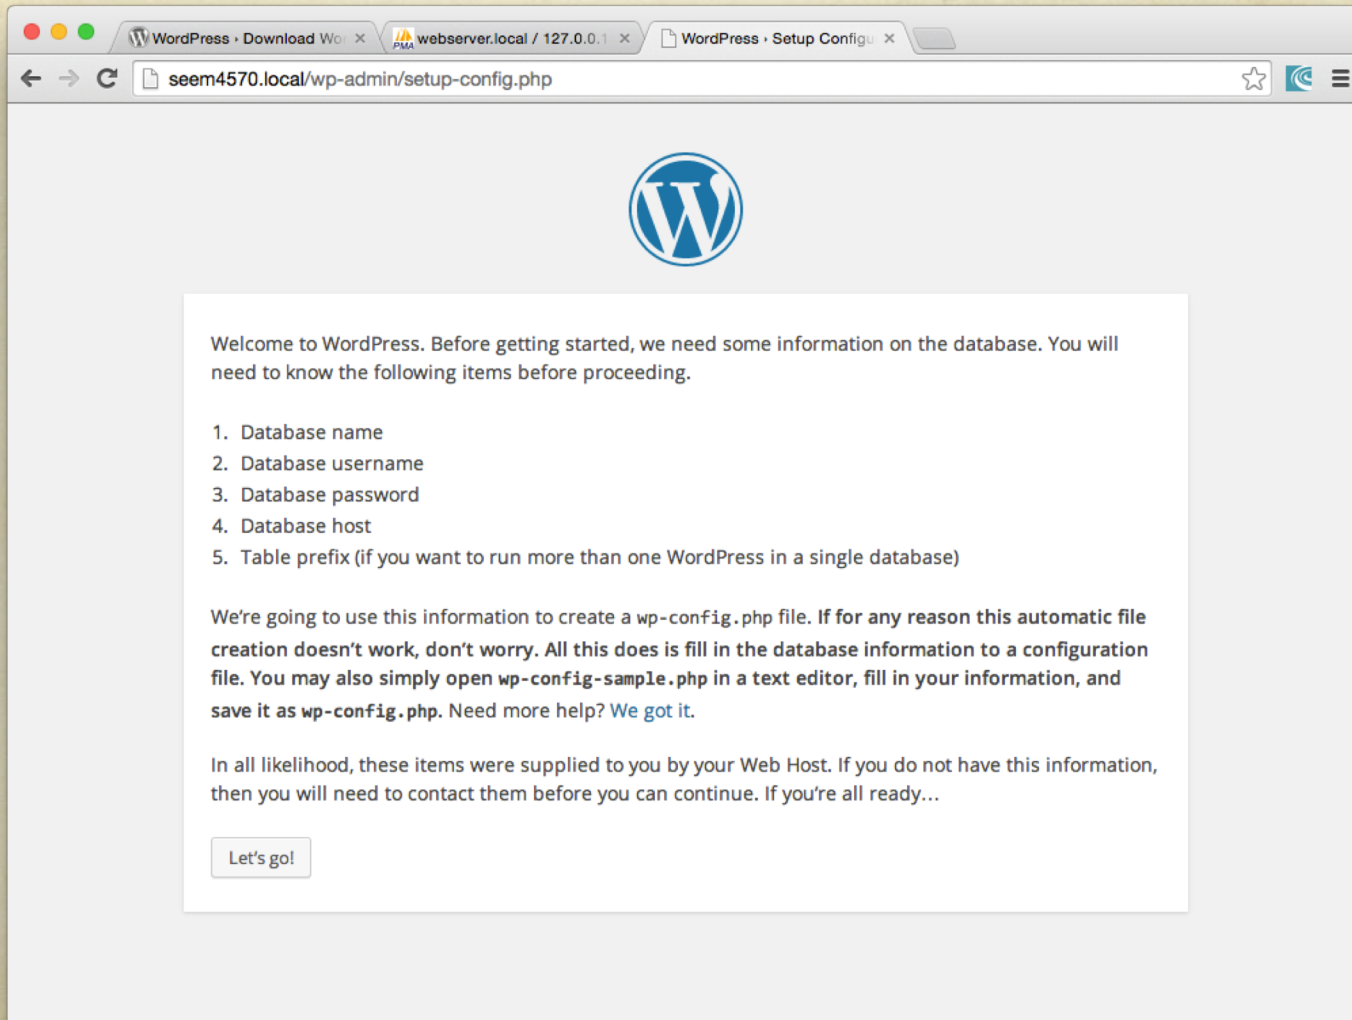 WordPress › Download Wo
webserver.local / 127.0.0.1
WordPress › Setup Configu
seem4570.local/wp-admin/setup-config.php
Welcome to WordPress. Before getting started, we need some information on the database. You will
need to know the following items before proceeding.
1. Database name
2. Database username
3. Database password
4. Database host
5. Table prefix (if you want to run more than one WordPress in a single database)
We’re going to use this information to create a wp-config.php file. If for any reason this automatic file
creation doesn’t work, don’t worry. All this does is fill in the database information to a configuration
file. You may also simply open wp-config-sample.php in a text editor, fill in your information, and
save it as wp-config.php. Need more help? We got it.
In all likelihood, these items were supplied to you by your Web Host. If you do not have this information,
then you will need to contact them before you can continue. If you’re all ready…
Let’s go!